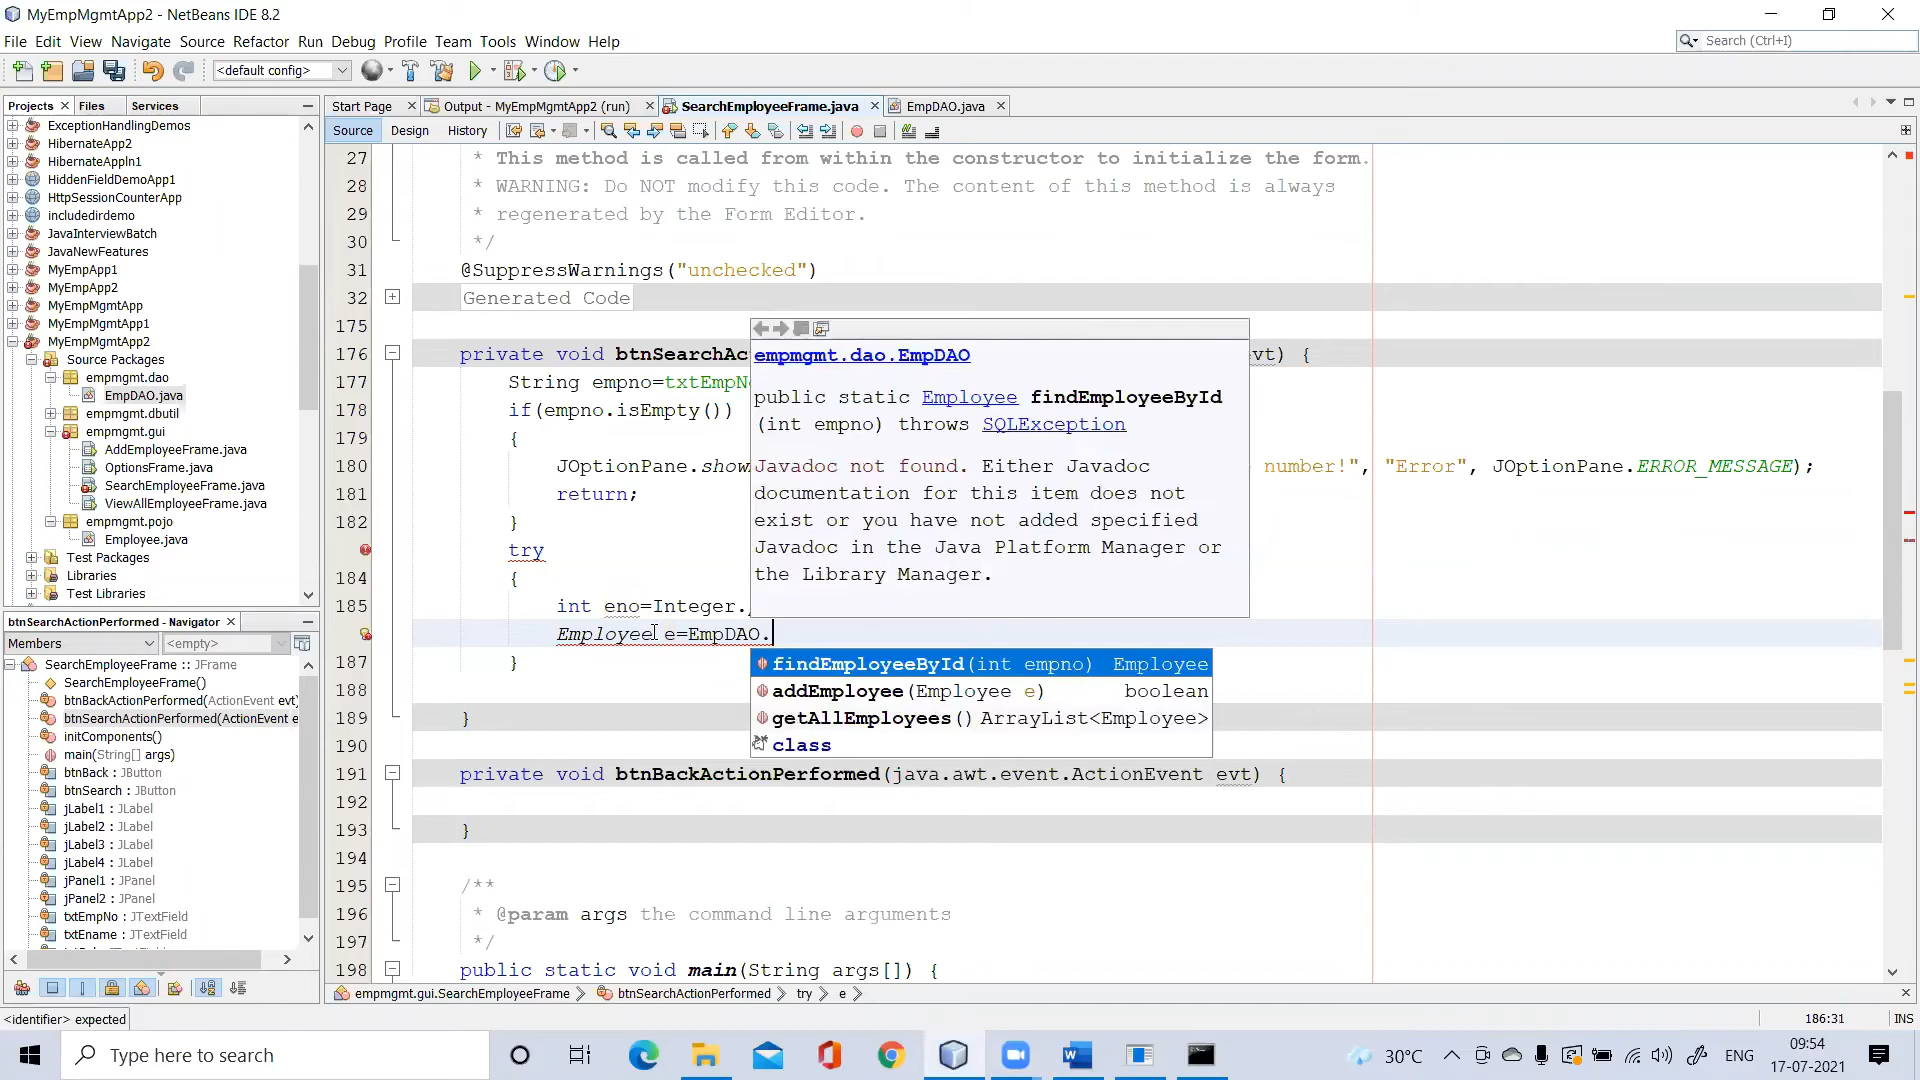 MyEmpMgmtApp2 - NetBeans IDE 8.2
File Edit View Navigate Source Refactor Run Debug Profile Team Tools Window Help
Search (Ctrl+I)
<default config>
Projects Files Services
Start Page Output - MyEmpMgmtApp2 (run) SearchEmployeeFrame.java EmpDAO.java
Source Design History
ExceptionHandlingDemos
HibernateApp2
HibernateAppln1
HiddenFieldDemoApp1
HttpSessionCounterApp
includedirdemo
JavaInterviewBatch
JavaNewFeatures
MyEmpApp1
MyEmpApp2
MyEmpMgmtApp
MyEmpMgmtApp1
MyEmpMgmtApp2
Source Packages
empmgmt.dao
EmpDAO.java
empmgmt.dbutil
empmgmt.gui
AddEmployeeFrame.java
OptionsFrame.java
SearchEmployeeFrame.java
ViewAllEmployeeFrame.java
empmgmt.pojo
Employee.java
Test Packages
Libraries
Test Libraries
btnSearchActionPerformed - Navigator
Members <empty>
SearchEmployeeFrame :: JFrame
SearchEmployeeFrame()
btnBackActionPerformed(ActionEvent evt)
btnSearchActionPerformed(ActionEvent e
initComponents()
main(String[] args)
btnBack : JButton
btnSearch : JButton
jLabel1 : JLabel
jLabel2 : JLabel
jLabel3 : JLabel
jLabel4 : JLabel
jPanel1 : JPanel
jPanel2 : JPanel
txtEmpNo : JTextField
txtEname : JTextField
27 * This method is called from within the constructor to initialize the form.
28 * WARNING: Do NOT modify this code. The content of this method is always
29 * regenerated by the Form Editor.
30 */
31 @SuppressWarnings("unchecked")
32 Generated Code
175
176 private void btnSearchAc vt) {
177 String empno=txtEmpNo
178 if(empno.isEmpty())
179 {
180 JOptionPane.show number!", "Error", JOptionPane.ERROR_MESSAGE);
181 return;
182 }
try
184 {
185 int eno=Integer.
Employee e=EmpDAO.
187 }
188
189 }
190
191 private void btnBackActionPerformed(java.awt.event.ActionEvent evt) {
192
193 }
194
195 /**
196 * @param args the command line arguments
197 */
198 public static void main(String args[]) {
empmgmt.dao.EmpDAO
public static Employee findEmployeeById
(int empno) throws SQLException
Javadoc not found. Either Javadoc
documentation for this item does not
exist or you have not added specified
Javadoc in the Java Platform Manager or
the Library Manager.
findEmployeeById(int empno) Employee
addEmployee(Employee e) boolean
getAllEmployees() ArrayList<Employee>
class
empmgmt.gui.SearchEmployeeFrame btnSearchActionPerformed try e
<identifier> expected 186:31 INS
Type here to search
30°C ENG 09:54
17-07-2021